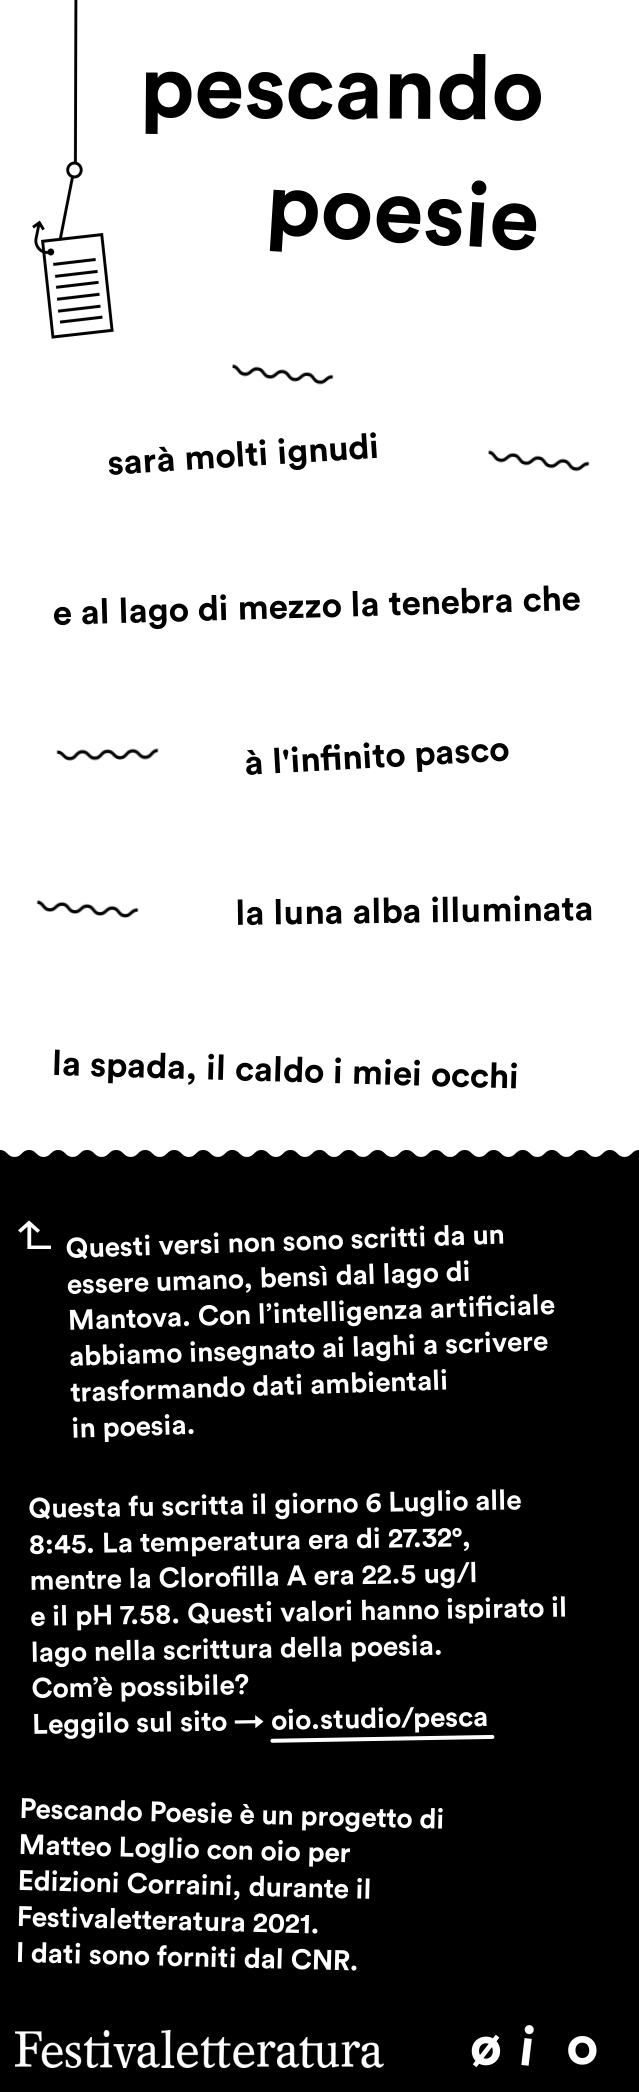 pescando
poesie
sarà molti ignudi
e al lago di mezzo la tenebra che
à l'infinito pasco
la luna alba illuminata
la spada, il caldo i miei occhi
Questi versi non sono scritti da un
essere umano, bensì dal lago di
Mantova. Con l’intelligenza artificiale
abbiamo insegnato ai laghi a scrivere
trasformando dati ambientali
in poesia.
Questa fu scritta il giorno 6 Luglio alle
8:45. La temperatura era di 27.32°,
mentre la Clorofilla A era 22.5 ug/l
e il pH 7.58. Questi valori hanno ispirato il
lago nella scrittura della poesia.
Com’è possibile?
Leggilo sul sito → oio.studio/pesca
Pescando Poesie è un progetto di
Matteo Loglio con oio per
Edizioni Corraini, durante il
Festivaletteratura 2021.
I dati sono forniti dal CNR.
Festivaletteratura øio